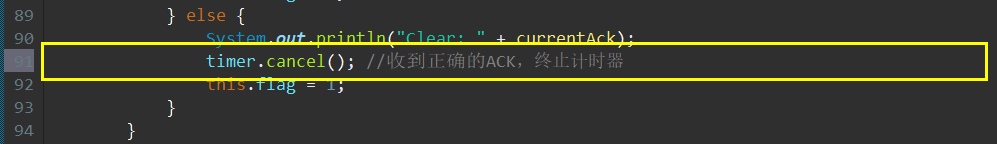 89 } else {
90 System.out.println("Clear: " + currentAck);
91 timer.cancel(); //收到正确的ACK，终止计时器
92 this.flag = 1;
93 }
94 }